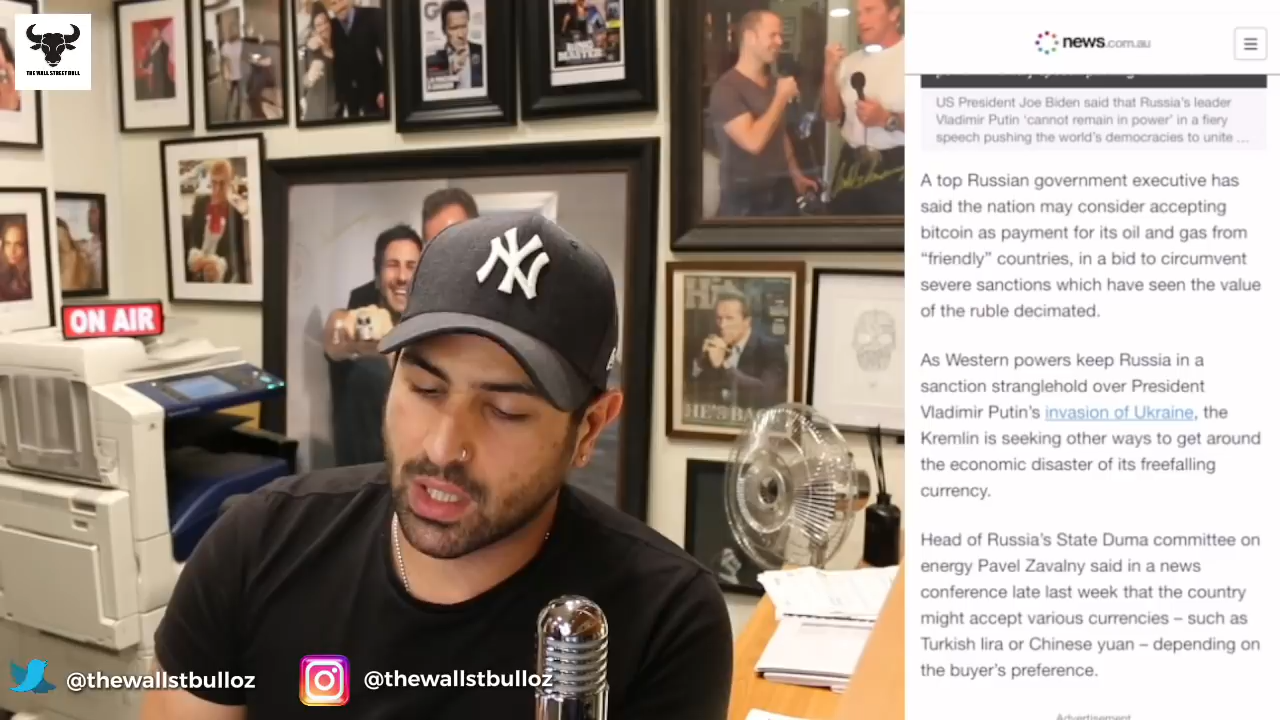 THE WALL STREET BULL
ON AIR
NY
HE'S BACK
@thewallstbulloz
@thewallstbulloz
news.com.au
US President Joe Biden said that Russia's leader
Vladimir Putin 'cannot remain in power' in a fiery
speech pushing the world's democracies to unite ...
A top Russian government executive has
said the nation may consider accepting
bitcoin as payment for its oil and gas from
“friendly” countries, in a bid to circumvent
severe sanctions which have seen the value
of the ruble decimated.
As Western powers keep Russia in a
sanction stranglehold over President
Vladimir Putin's invasion of Ukraine, the
Kremlin is seeking other ways to get around
the economic disaster of its freefalling
currency.
Head of Russia's State Duma committee on
energy Pavel Zavalny said in a news
conference late last week that the country
might accept various currencies – such as
Turkish lira or Chinese yuan – depending on
the buyer's preference.
Advertisement